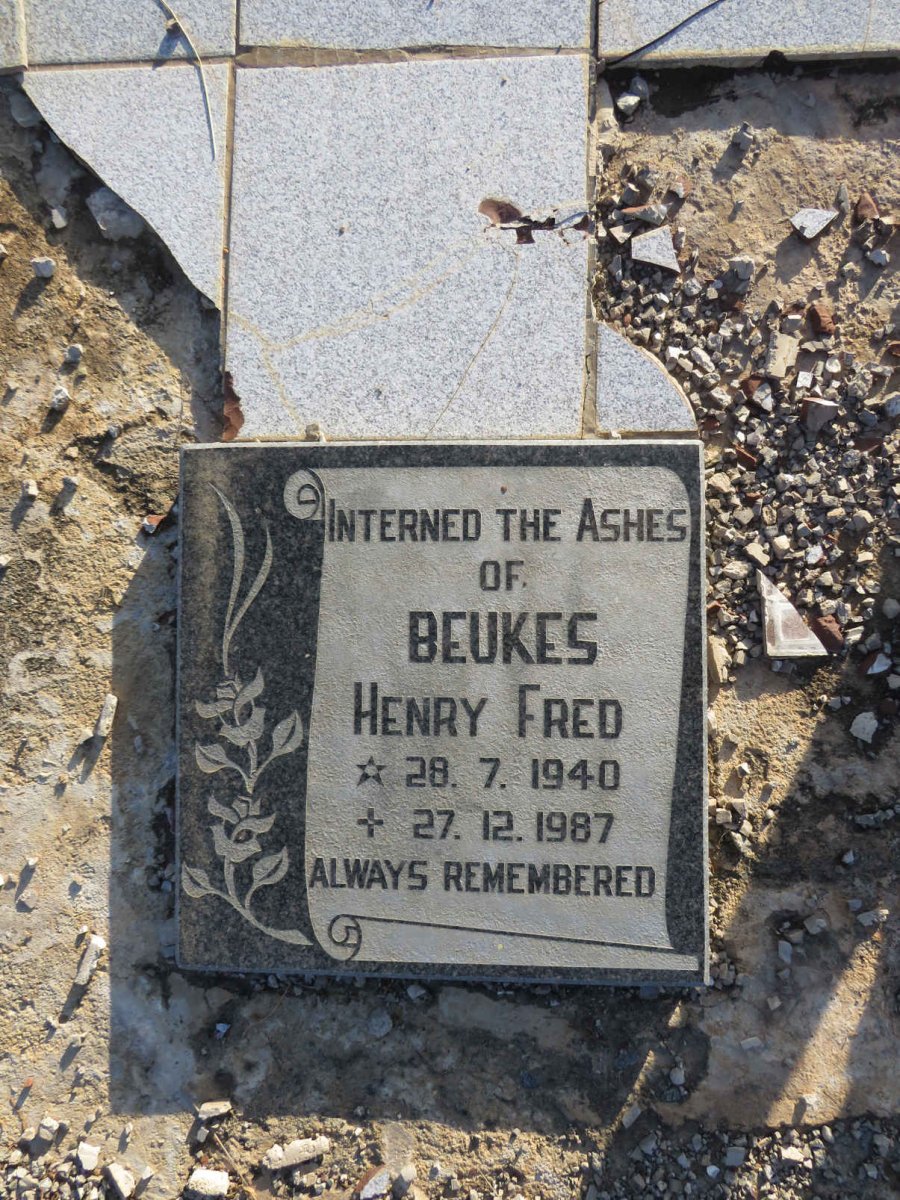 INTERNED THE ASHES
OF
BEUKES
HENRY FRED
☆ 28. 7. 1940
+ 27. 12. 1987
ALWAYS REMEMBERED